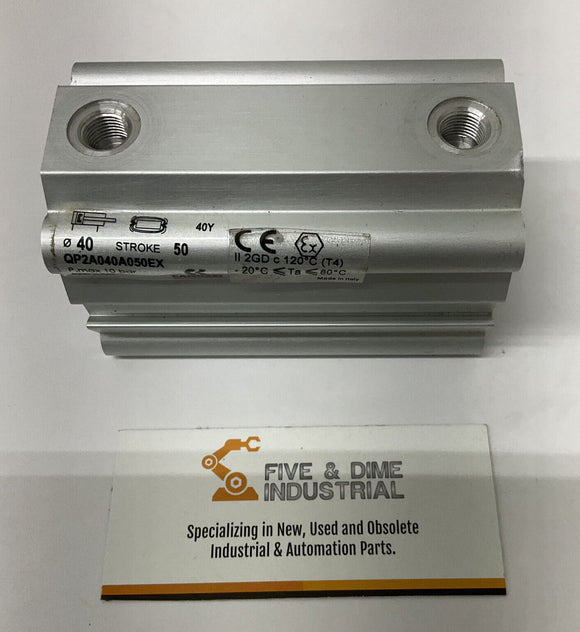 40Y
ø 40 STROKE 50
QP2A040A050EX
P. max 10 bar
CE Ex
II 2GD c 120°C (T4)
- 20°C ≤ Ta ≤ 80°C
Made in Italy
FIVE & DIME
INDUSTRIAL
Specializing in New, Used and Obsolete
Industrial & Automation Parts.